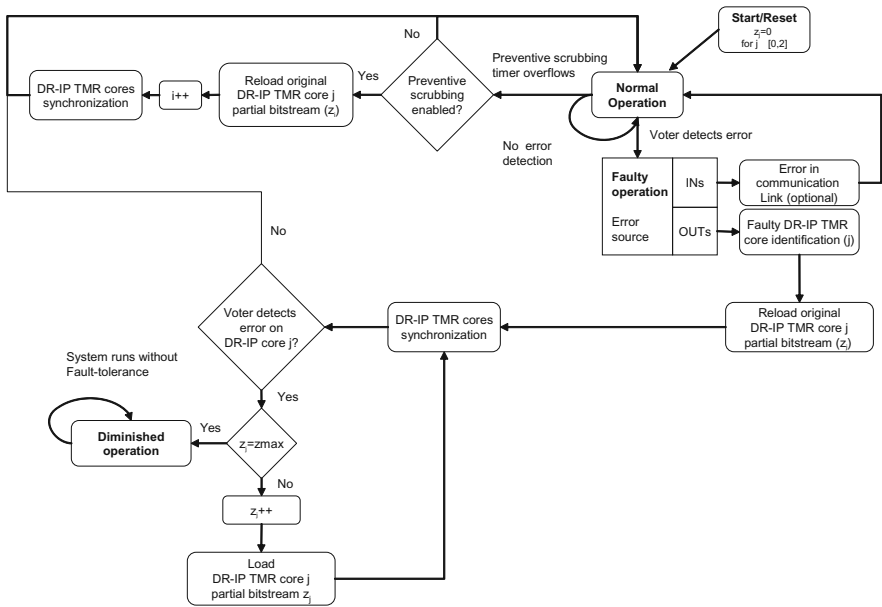 Start/Reset
zj=0
for j [0,2]
No
Preventive scrubbing
timer overflows
Yes
Preventive
scrubbing
enabled?
Reload original
DR-IP TMR core j
partial bitstream (zi)
i++
DR-IP TMR cores
synchronization
Normal
Operation
No error
detection
Voter detects error
Faulty
operation
Error
source
INs
OUTs
Error in
communication
Link (optional)
Faulty DR-IP TMR
core identification (j)
Reload original
DR-IP TMR core j
partial bitstream (zi)
DR-IP TMR cores
synchronization
No
Voter detects
error on
DR-IP core j?
Yes
System runs without
Fault-tolerance
Diminished
operation
Yes
zi=zmax
No
zi++
Load
DR-IP TMR core j
partial bitstream zj